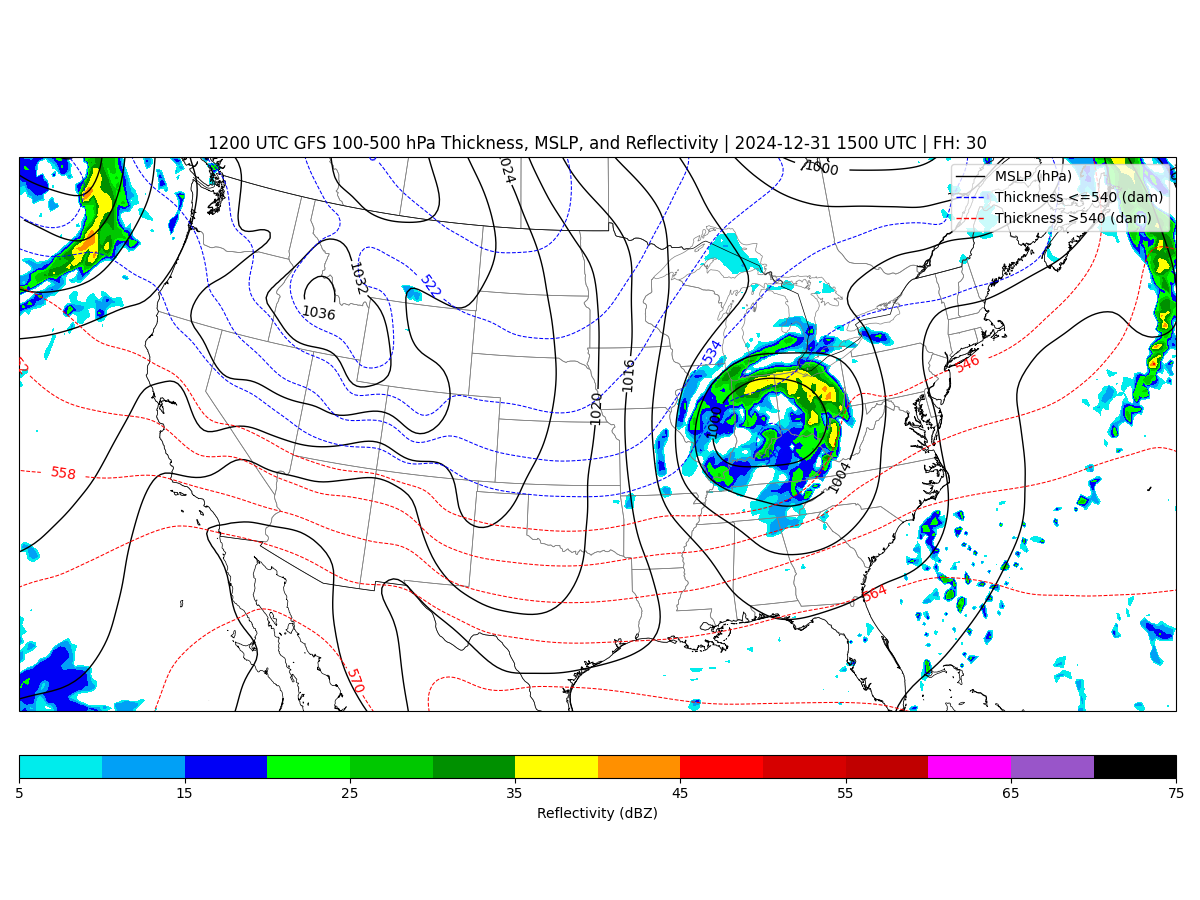 1200 UTC GFS 100-500 hPa Thickness, MSLP, and Reflectivity | 2024-12-31 1500 UTC | FH: 30
MSLP (hPa)
Thickness <=540 (dam)
Thickness >540 (dam)
1024
1000
1032
522
1036
534
546
1016
1020
1004
558
564
570
5 15 25 35 45 55 65 75
Reflectivity (dBZ)